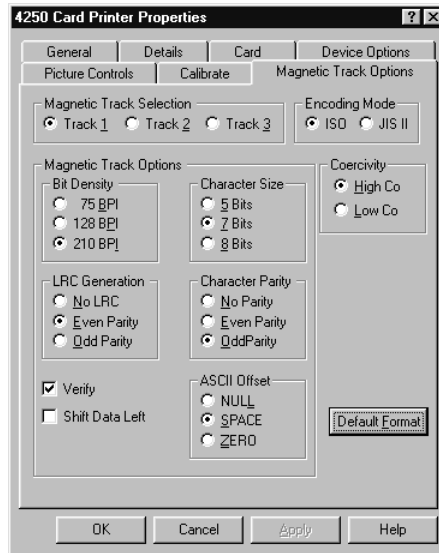 4250 Card Printer Properties
General Details Card Device Options
Picture Controls Calibrate Magnetic Track Options
Magnetic Track Selection Encoding Mode
Track 1 Track 2 Track 3 ISO JIS II
Magnetic Track Options Coercivity
Bit Density Character Size
75 BPI 5 Bits High Co
128 BPI 7 Bits Low Co
210 BPI 8 Bits
LRC Generation Character Parity
No LRC No Parity
Even Parity Even Parity
Odd Parity OddParity
ASCII Offset
Verify NULL
Shift Data Left SPACE Default Format
ZERO
OK Cancel Apply Help